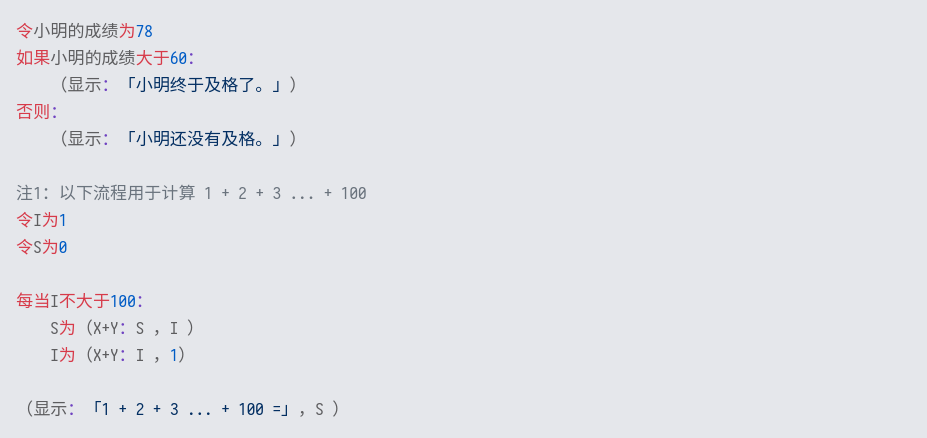 令小明的成绩为78
如果小明的成绩大于60：
（显示：「小明终于及格了。」）
否则：
（显示：「小明还没有及格。」）
注1：以下流程用于计算 1 + 2 + 3 ... + 100
令I为1
令S为0
每当I不大于100：
S为（X+Y：S ，I ）
I为（X+Y：I ，1）
（显示：「1 + 2 + 3 ... + 100 =」，S ）